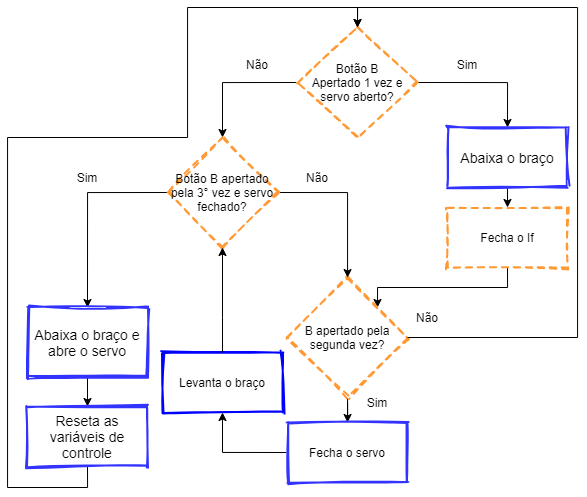 Botão B
Apertado 1 vez e
servo aberto?
Não
Sim
Abaixa o braço
Botão B apertado
pela 3° vez e servo
fechado?
Sim
Não
Fecha o If
Abaixa o braço e
abre o servo
B apertado pela
segunda vez?
Não
Levanta o braço
Sim
Reseta as
variáveis de
controle
Fecha o servo